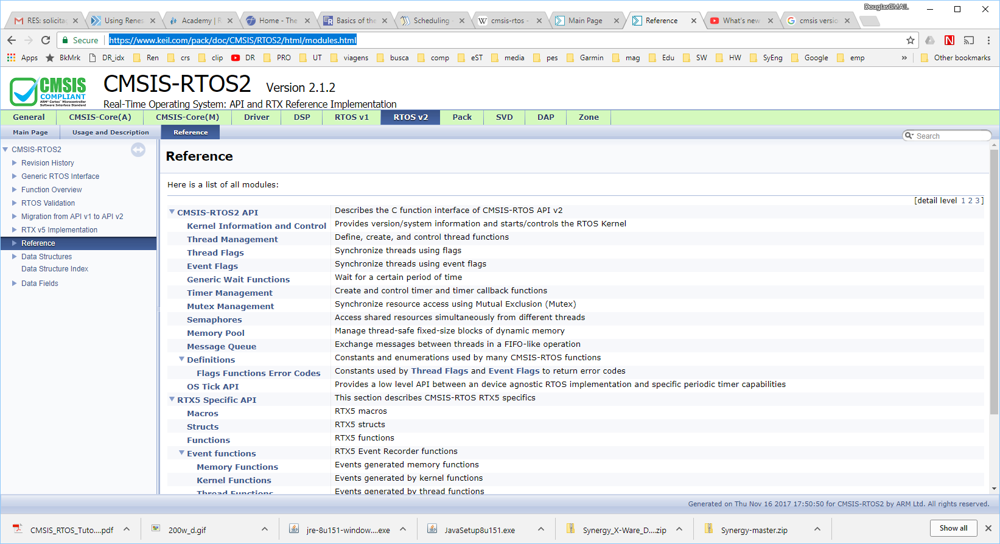 DouglasGMAIL
RES: solicita
Using Renes
Academy | R
Home - The
Basics of the
Scheduling -
cmsis-rtos -
Main Page
Reference
What's new
cmsis versio
Secure
https://www.keil.com/pack/doc/CMSIS/RTOS2/html/modules.html
Apps BkMrk DR_idx Ren crs clip DR PRO UT viagens busca comp eST media pes Garmin mag Edu SW HW SyEng Google emp » Other bookmarks
CMSIS
COMPLIANT
ARM® Cortex™ Microcontroller
Software Interface Standard
CMSIS-RTOS2 Version 2.1.2
Real-Time Operating System: API and RTX Reference Implementation
General CMSIS-Core(A) CMSIS-Core(M) Driver DSP RTOS v1 RTOS v2 Pack SVD DAP Zone
Main Page Usage and Description Reference
Search
CMSIS-RTOS2
Revision History
Generic RTOS Interface
Function Overview
RTOS Validation
Migration from API v1 to API v2
RTX v5 Implementation
Reference
Data Structures
Data Structure Index
Data Fields
Reference
Here is a list of all modules:
[detail level 1 2 3]
CMSIS-RTOS2 API Describes the C function interface of CMSIS-RTOS API v2
Kernel Information and Control Provides version/system information and starts/controls the RTOS Kernel
Thread Management Define, create, and control thread functions
Thread Flags Synchronize threads using flags
Event Flags Synchronize threads using event flags
Generic Wait Functions Wait for a certain period of time
Timer Management Create and control timer and timer callback functions
Mutex Management Synchronize resource access using Mutual Exclusion (Mutex)
Semaphores Access shared resources simultaneously from different threads
Memory Pool Manage thread-safe fixed-size blocks of dynamic memory
Message Queue Exchange messages between threads in a FIFO-like operation
Definitions Constants and enumerations used by many CMSIS-RTOS functions
Flags Functions Error Codes Constants used by Thread Flags and Event Flags to return error codes
OS Tick API Provides a low level API between an device agnostic RTOS implementation and specific periodic timer capabilities
RTX5 Specific API This section describes CMSIS-RTOS RTX5 specifics
Macros RTX5 macros
Structs RTX5 structs
Functions RTX5 functions
Event functions RTX5 Event Recorder functions
Memory Functions Events generated memory functions
Kernel Functions Events generated by kernel functions
Thread Functions Events generated by thread functions
Generated on Thu Nov 16 2017 17:50:50 for CMSIS-RTOS2 by ARM Ltd. All rights reserved.
CMSIS_RTOS_Tuto....pdf
200w_d.gif
jre-8u151-window....exe
JavaSetup8u151.exe
Synergy_X-Ware_D....zip
Synergy-master.zip
Show all